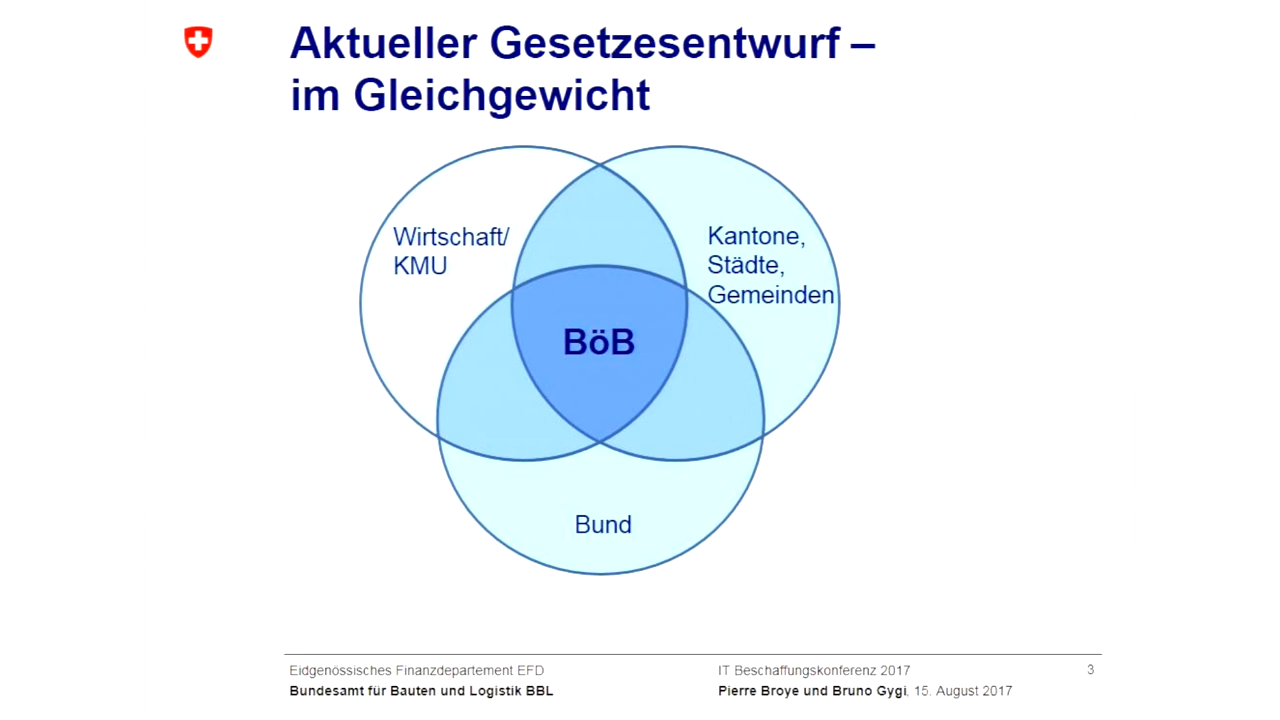 Aktueller Gesetzesentwurf –
im Gleichgewicht
Wirtschaft/
KMU
Kantone,
Städte,
Gemeinden
BöB
Bund
Eidgenössisches Finanzdepartement EFD
Bundesamt für Bauten und Logistik BBL
IT Beschaffungskonferenz 2017
Pierre Broye und Bruno Gygi, 15. August 2017
3